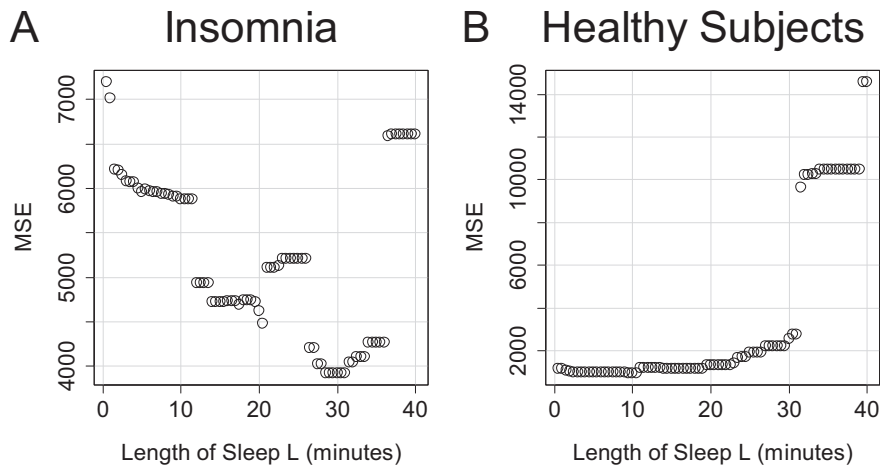 A Insomnia
MSE
7000
6000
5000
4000
0 10 20 30 40
Length of Sleep L (minutes)
B Healthy Subjects
MSE
14000
10000
6000
2000
0 10 20 30 40
Length of Sleep L (minutes)